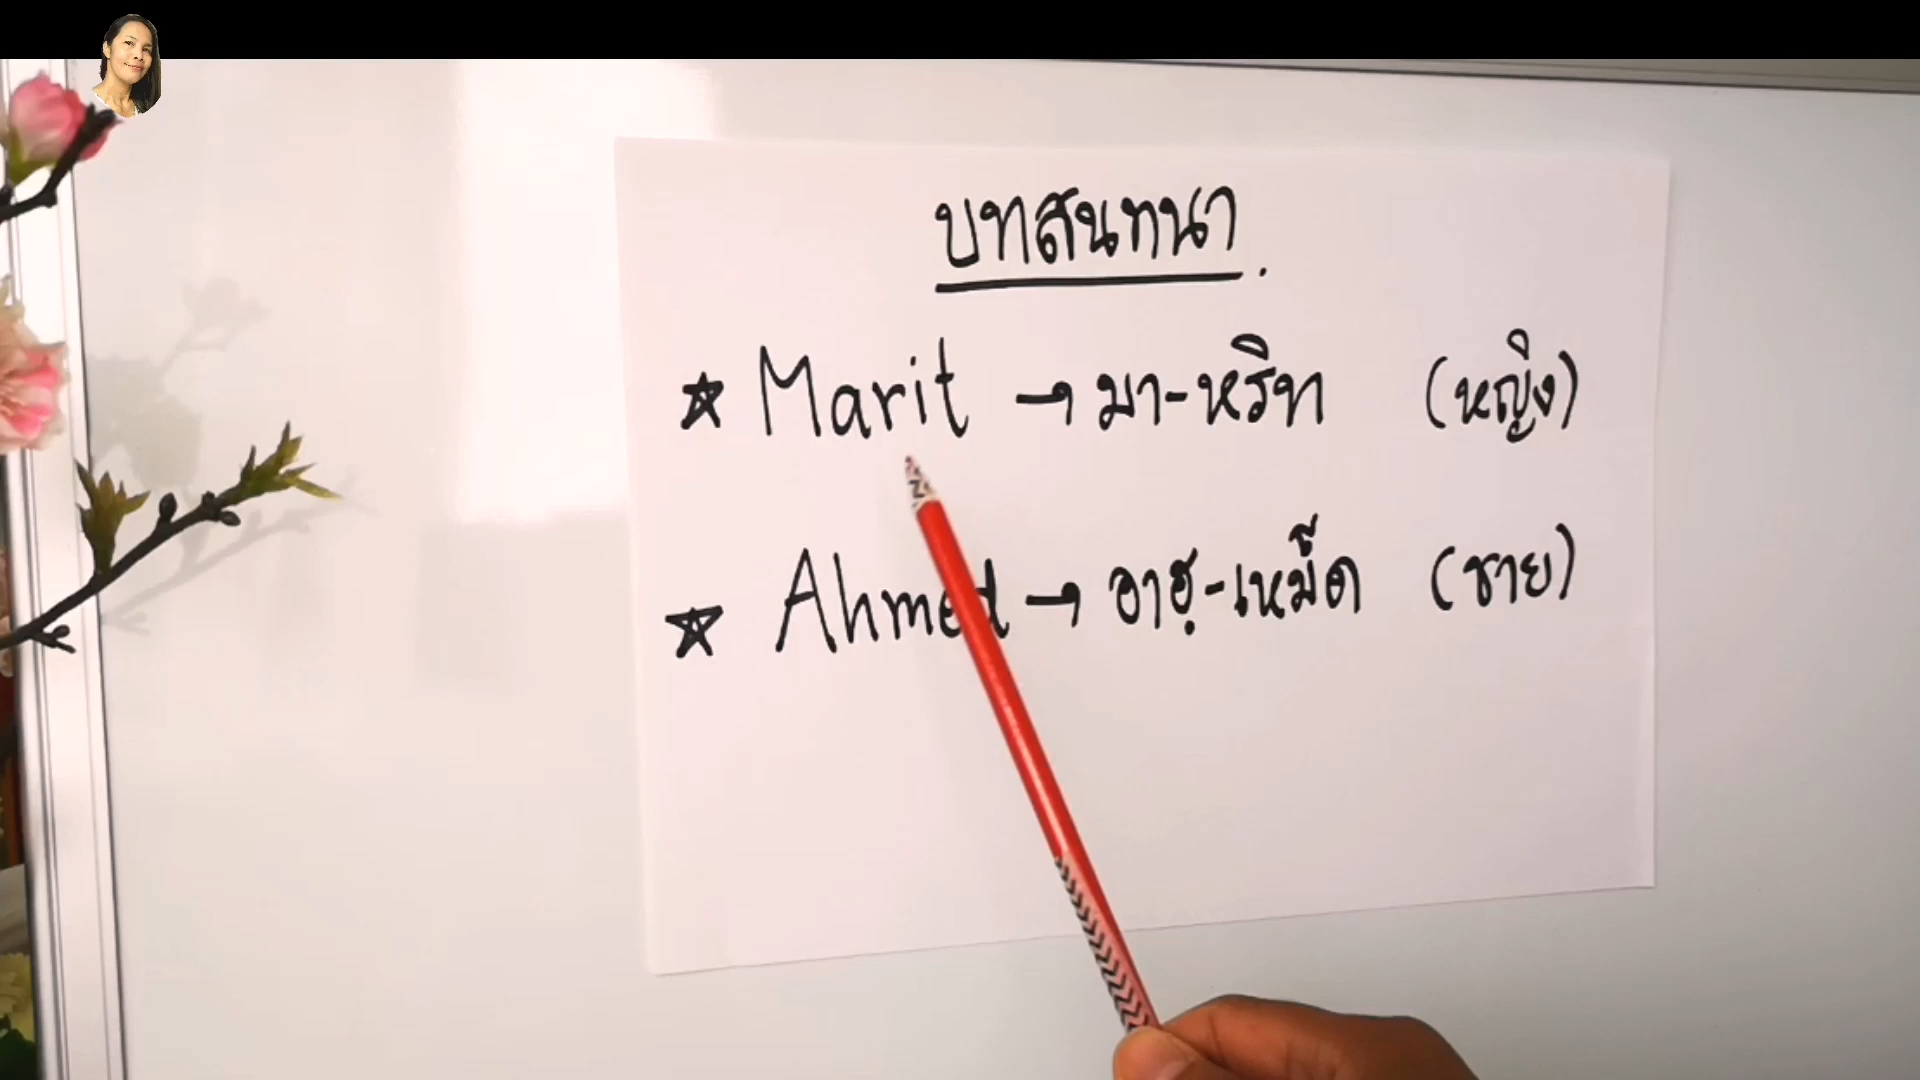 บทสนทนา.
☆ Marit → มา-หริท (หญิง)
☆ Ahmed → อาฮฺ-เหม็ด (ชาย)